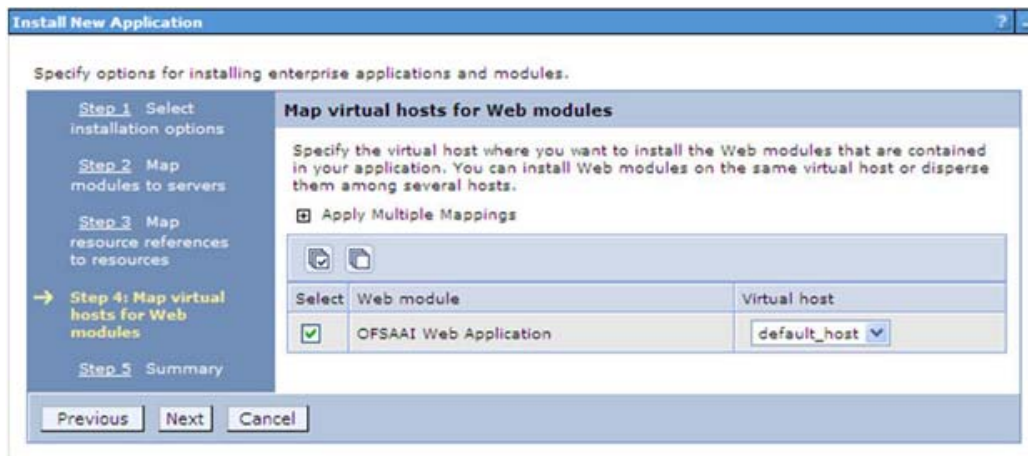 Install New Application
?
Specify options for installing enterprise applications and modules.
Step 1 Select
installation options
Step 2 Map
modules to servers
Step 3 Map
resource references
to resources
Step 4: Map virtual
hosts for Web
modules
Step 5 Summary
Map virtual hosts for Web modules
Specify the virtual host where you want to install the Web modules that are contained
in your application. You can install Web modules on the same virtual host or disperse
them among several hosts.
Apply Multiple Mappings
Select Web module Virtual host
OFSAAI Web Application default_host
Previous Next Cancel